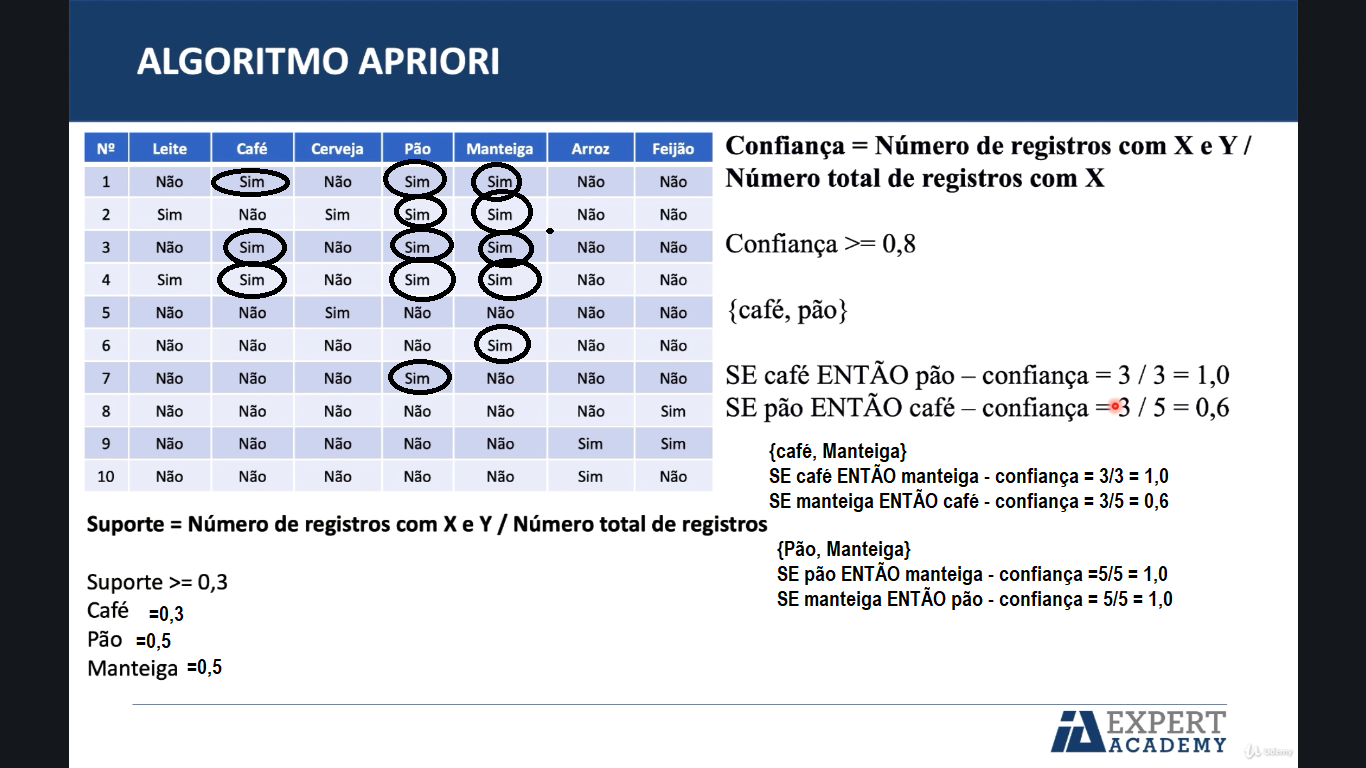 ALGORITMO APRIORI
Nº Leite Café Cerveja Pão Manteiga Arroz Feijão
1 Não Sim Não Sim Sim Não Não
2 Sim Não Sim Sim Sim Não Não
3 Não Sim Não Sim Sim Não Não
4 Sim Sim Não Sim Sim Não Não
5 Não Não Sim Não Não Não Não
6 Não Não Não Não Sim Não Não
7 Não Não Não Sim Não Não Não
8 Não Não Não Não Não Não Sim
9 Não Não Não Não Não Sim Sim
10 Não Não Não Não Não Sim Não
Suporte = Número de registros com X e Y / Número total de registros
Suporte >= 0,3
Café =0,3
Pão =0,5
Manteiga =0,5
Confiança = Número de registros com X e Y /
Número total de registros com X
Confiança >= 0,8
{café, pão}
SE café ENTÃO pão – confiança = 3 / 3 = 1,0
SE pão ENTÃO café – confiança = 3 / 5 = 0,6
{café, Manteiga}
SE café ENTÃO manteiga - confiança = 3/3 = 1,0
SE manteiga ENTÃO café - confiança = 3/5 = 0,6
{Pão, Manteiga}
SE pão ENTÃO manteiga - confiança =5/5 = 1,0
SE manteiga ENTÃO pão - confiança = 5/5 = 1,0
IA EXPERT
ACADEMY
Udemy